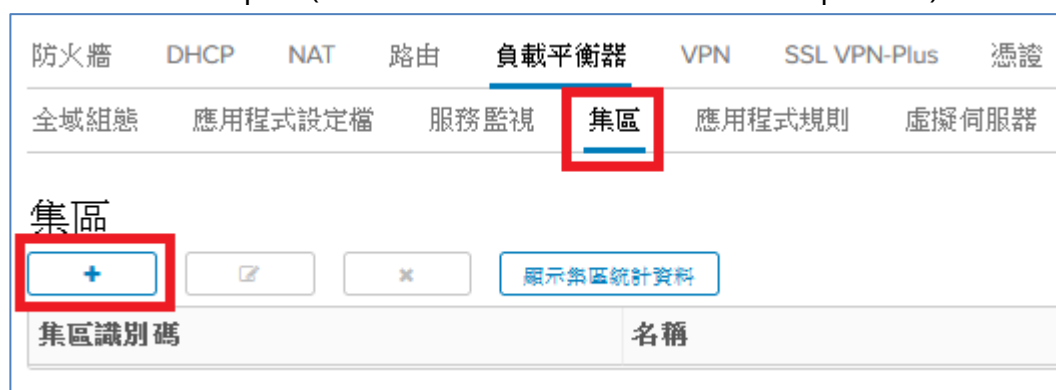 防火牆 DHCP NAT 路由 負載平衡器 VPN SSL VPN-Plus 憑證
全域組態 應用程式設定檔 服務監視 集區 應用程式規則 虛擬伺服器
集區
顯示集區統計資料
集區識別碼 名稱